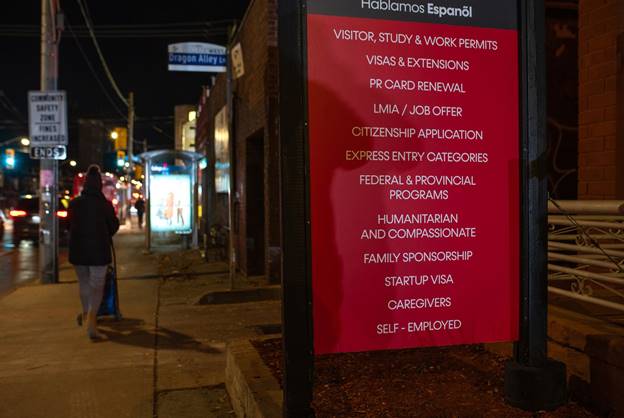 Hablamos Espanõl
VISITOR, STUDY & WORK PERMITS
VISAS & EXTENSIONS
PR CARD RENEWAL
LMIA / JOB OFFER
CITIZENSHIP APPLICATION
EXPRESS ENTRY CATEGORIES
FEDERAL & PROVINCIAL
PROGRAMS
HUMANITARIAN
AND COMPASSIONATE
FAMILY SPONSORSHIP
STARTUP VISA
CAREGIVERS
SELF - EMPLOYED
Dragon Alley
COMMUNITY
SAFETY
ZONE
FINES
INCREASED
ENDS